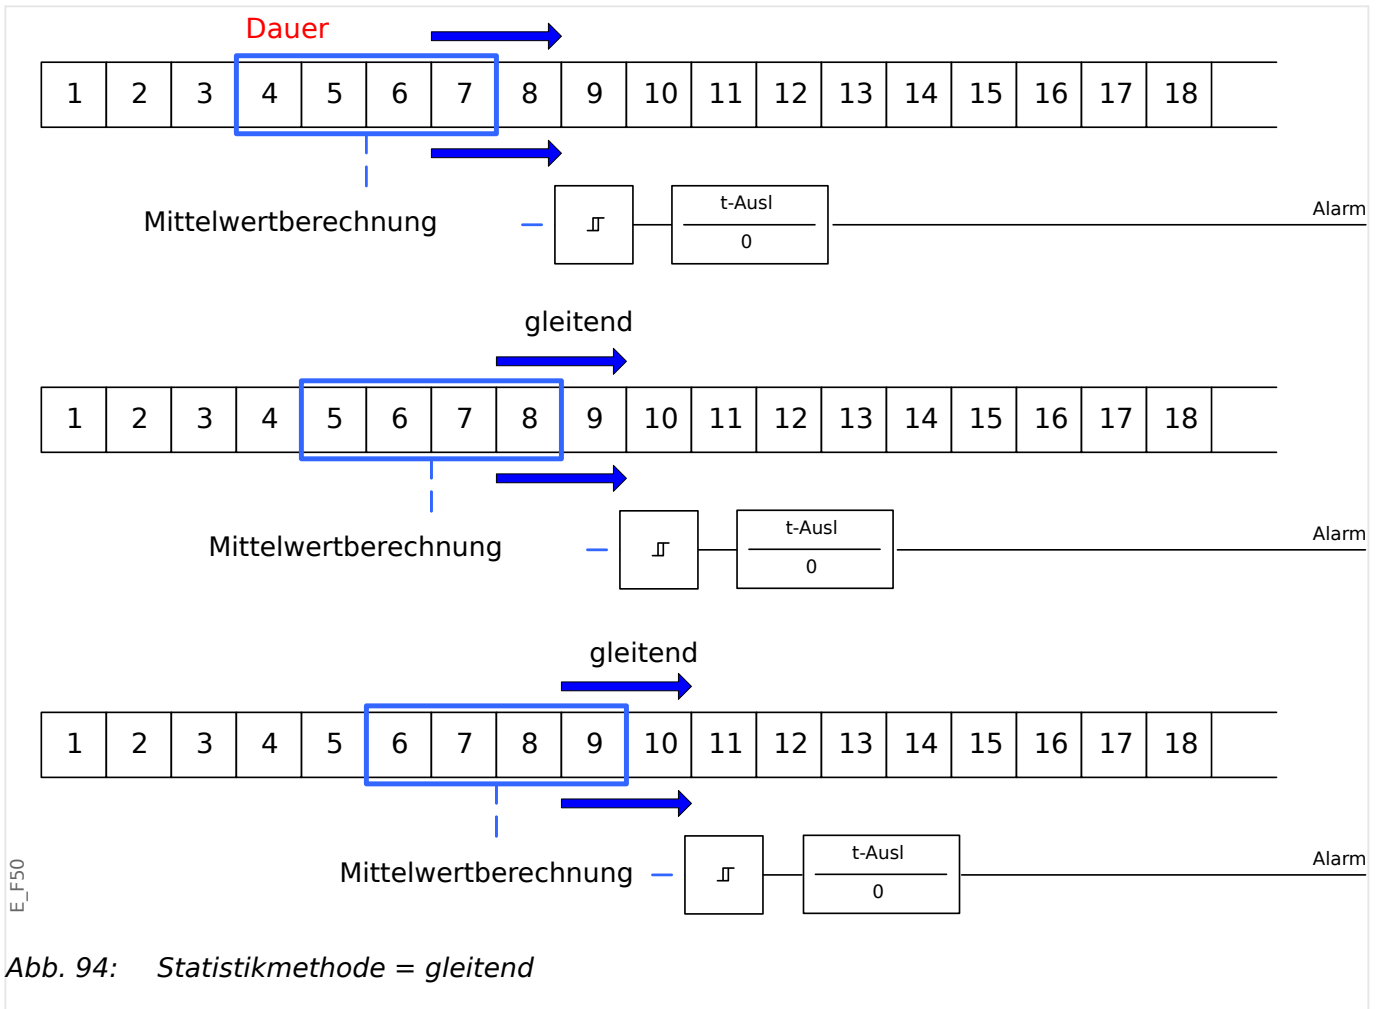 Dauer
1 2 3 4 5 6 7 8 9 10 11 12 13 14 15 16 17 18
Mittelwertberechnung
t-Ausl
0
Alarm
gleitend
1 2 3 4 5 6 7 8 9 10 11 12 13 14 15 16 17 18
Mittelwertberechnung
t-Ausl
0
Alarm
gleitend
1 2 3 4 5 6 7 8 9 10 11 12 13 14 15 16 17 18
Mittelwertberechnung
t-Ausl
0
Alarm
E_F50
Abb. 94: Statistikmethode = gleitend